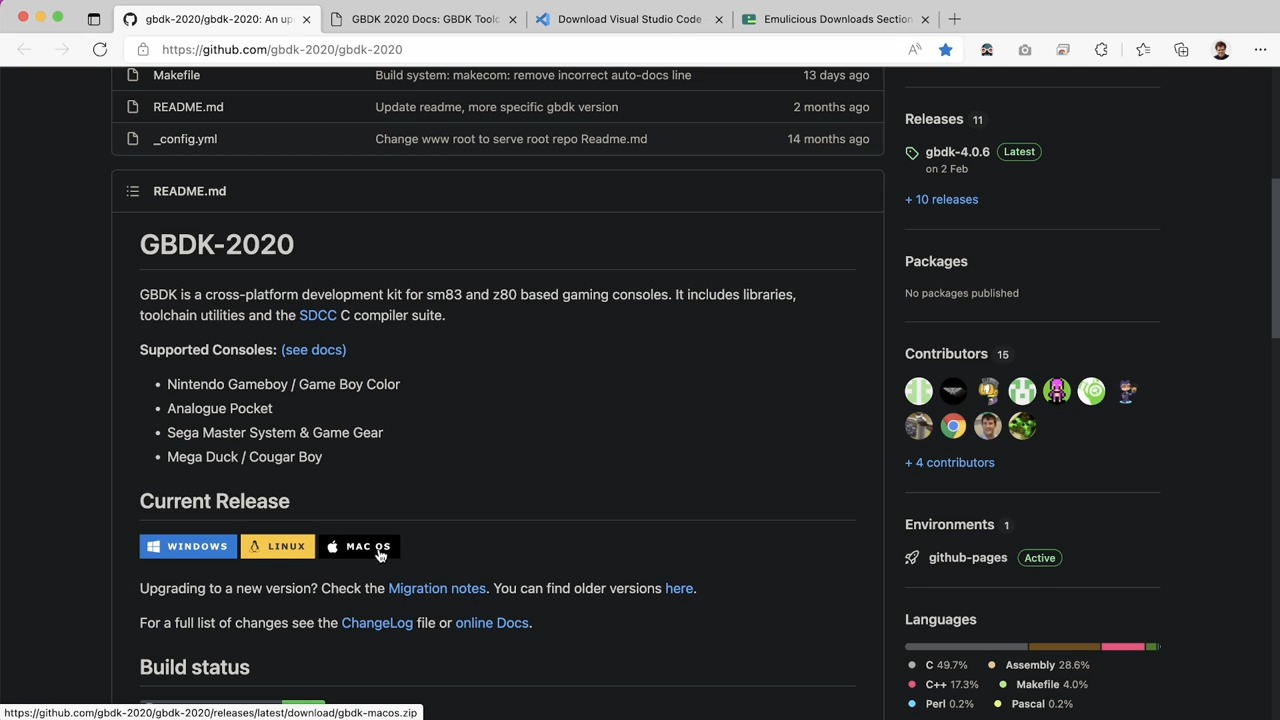 gbdk-2020/gbdk-2020: An up
GBDK 2020 Docs: GBDK Toolc
Download Visual Studio Code
Emulicious Downloads Section
https://github.com/gbdk-2020/gbdk-2020
Makefile
Build system: makecom: remove incorrect auto-docs line
13 days ago
README.md
Update readme, more specific gbdk version
2 months ago
_config.yml
Change www root to serve root repo Readme.md
14 months ago
README.md
GBDK-2020
GBDK is a cross-platform development kit for sm83 and z80 based gaming consoles. It includes libraries,
toolchain utilities and the SDCC C compiler suite.
Supported Consoles: (see docs)
• Nintendo Gameboy / Game Boy Color
• Analogue Pocket
• Sega Master System & Game Gear
• Mega Duck / Cougar Boy
Current Release
WINDOWS
LINUX
MAC OS
Upgrading to a new version? Check the Migration notes. You can find older versions here.
For a full list of changes see the ChangeLog file or online Docs.
Build status
https://github.com/gbdk-2020/gbdk-2020/releases/latest/download/gbdk-macos.zip
Releases 11
gbdk-4.0.6 Latest
on 2 Feb
+ 10 releases
Packages
No packages published
Contributors 15
+ 4 contributors
Environments 1
github-pages Active
Languages
C 49.7%
Assembly 28.6%
C++ 17.3%
Makefile 4.0%
Perl 0.2%
Pascal 0.2%